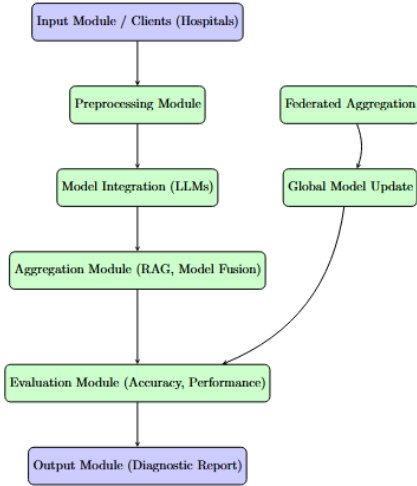 Input Module / Clients (Hospitals)
Preprocessing Module
Federated Aggregation
Model Integration (LLMs)
Global Model Update
Aggregation Module (RAG, Model Fusion)
Evaluation Module (Accuracy, Performance)
Output Module (Diagnostic Report)